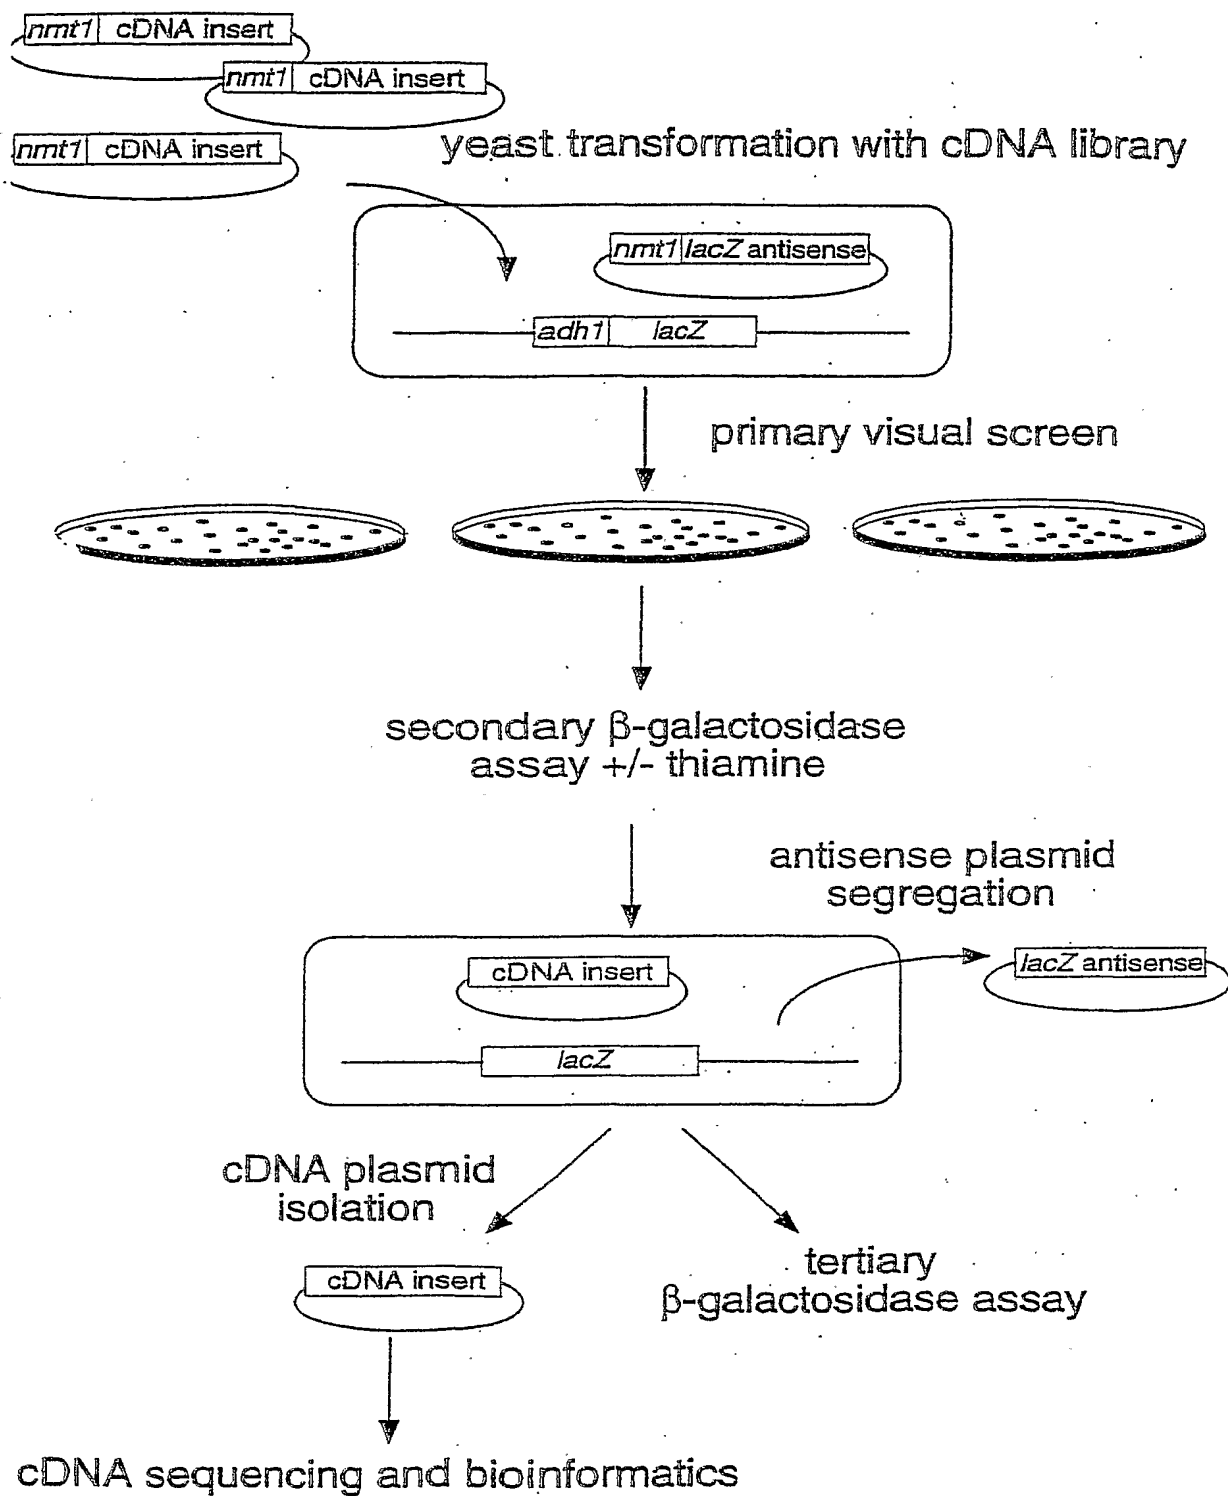 nmt1 cDNA insert
nmt1 cDNA insert
nmt1 cDNA insert
yeast transformation with cDNA library
nmt1 lacZ antisense
adh1 lacZ
primary visual screen
secondary β-galactosidase
assay +/- thiamine
antisense plasmid
segregation
cDNA insert
lacZ antisense
lacZ
cDNA plasmid
isolation
cDNA insert
tertiary
β-galactosidase assay
cDNA sequencing and bioinformatics